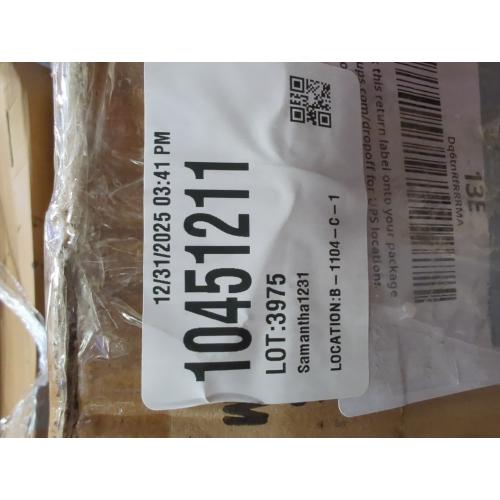 12/31/2025 03:41 PM
10451211
LOT:3975
Samantha1231
LOCATION:B-1104-C-1
13E
Dq6tnRfRRRMA
this return label onto your package
ups.com/dropoff for UPS locations.